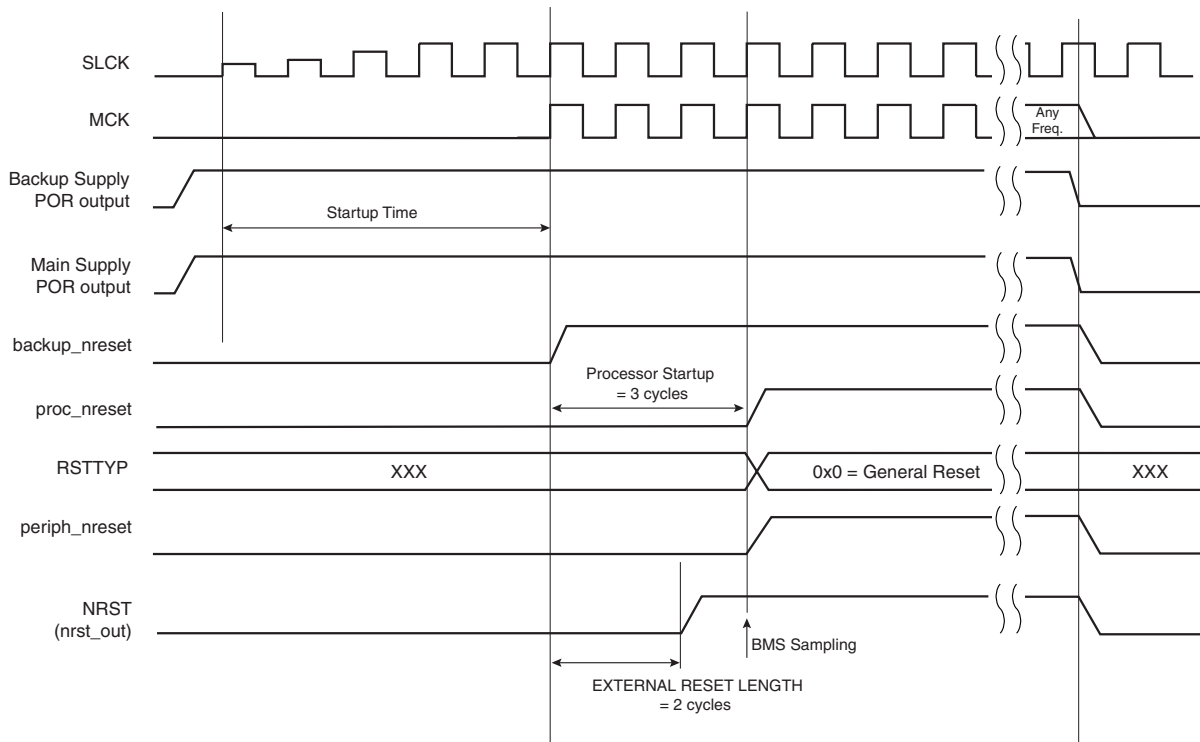 SLCK
MCK
Any
Freq.
Backup Supply
POR output
Startup Time
Main Supply
POR output
backup_nreset
Processor Startup
= 3 cycles
proc_nreset
RSTTYP
XXX
0x0 = General Reset
XXX
periph_nreset
NRST
(nrst_out)
BMS Sampling
EXTERNAL RESET LENGTH
= 2 cycles